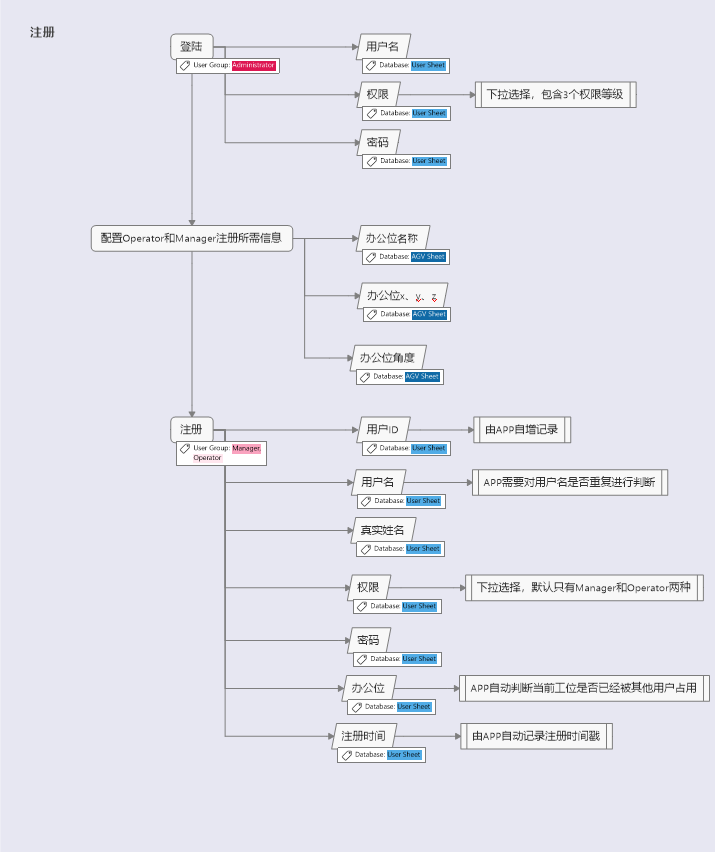 注册
登陆
User Group: Administrator
用户名
Database: User Sheet
权限
Database: User Sheet
下拉选择，包含3个权限等级
密码
Database: User Sheet
配置Operator和Manager注册所需信息
办公位名称
Database: AGV Sheet
办公位x、y、z
Database: AGV Sheet
办公位角度
Database: AGV Sheet
注册
User Group: Manager,
Operator
用户ID
Database: User Sheet
由APP自增记录
用户名
Database: User Sheet
APP需要对用户名是否重复进行判断
真实姓名
Database: User Sheet
权限
Database: User Sheet
下拉选择，默认只有Manager和Operator两种
密码
Database: User Sheet
办公位
Database: User Sheet
APP自动判断当前工位是否已经被其他用户占用
注册时间
Database: User Sheet
由APP自动记录注册时间戳